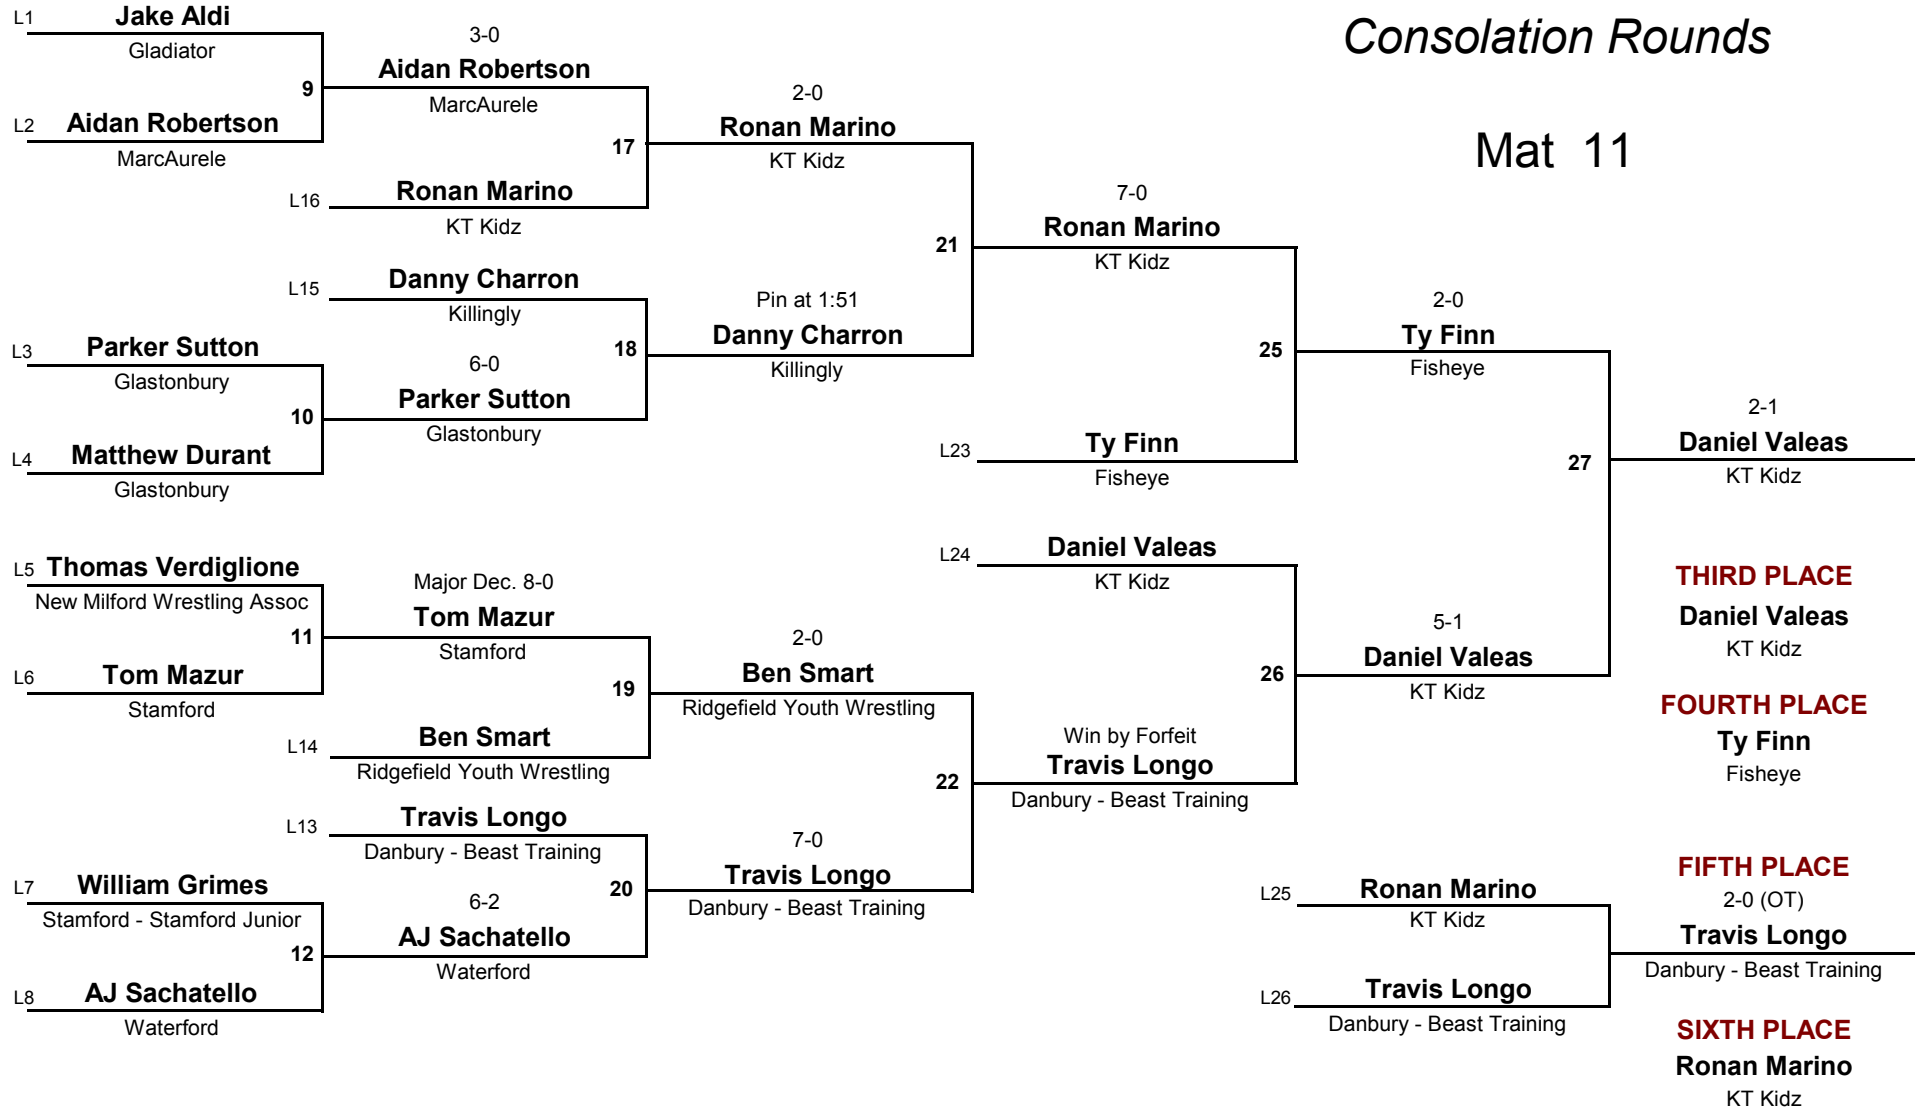 Consolation Rounds
Mat 11
L1 Jake Aldi
Gladiator
9
L2 Aidan Robertson
MarcAurele
3-0
Aidan Robertson
MarcAurele
17
L16 Ronan Marino
KT Kidz
2-0
Ronan Marino
KT Kidz
21
L15 Danny Charron
Killingly
L3 Parker Sutton
Glastonbury
10
L4 Matthew Durant
Glastonbury
6-0
Parker Sutton
Glastonbury
18
Pin at 1:51
Danny Charron
Killingly
7-0
Ronan Marino
KT Kidz
25
L23 Ty Finn
Fisheye
2-0
Ty Finn
Fisheye
27
2-1
Daniel Valeas
KT Kidz
L5 Thomas Verdiglione
New Milford Wrestling Assoc
11
L6 Tom Mazur
Stamford
Major Dec. 8-0
Tom Mazur
Stamford
19
L14 Ben Smart
Ridgefield Youth Wrestling
2-0
Ben Smart
Ridgefield Youth Wrestling
22
L13 Travis Longo
Danbury - Beast Training
L7 William Grimes
Stamford - Stamford Junior
12
L8 AJ Sachatello
Waterford
6-2
AJ Sachatello
Waterford
20
7-0
Travis Longo
Danbury - Beast Training
L24 Daniel Valeas
KT Kidz
26
Win by Forfeit
Travis Longo
Danbury - Beast Training
5-1
Daniel Valeas
KT Kidz
THIRD PLACE
Daniel Valeas
KT Kidz
FOURTH PLACE
Ty Finn
Fisheye
L25 Ronan Marino
KT Kidz
L26 Travis Longo
Danbury - Beast Training
FIFTH PLACE
2-0 (OT)
Travis Longo
Danbury - Beast Training
SIXTH PLACE
Ronan Marino
KT Kidz